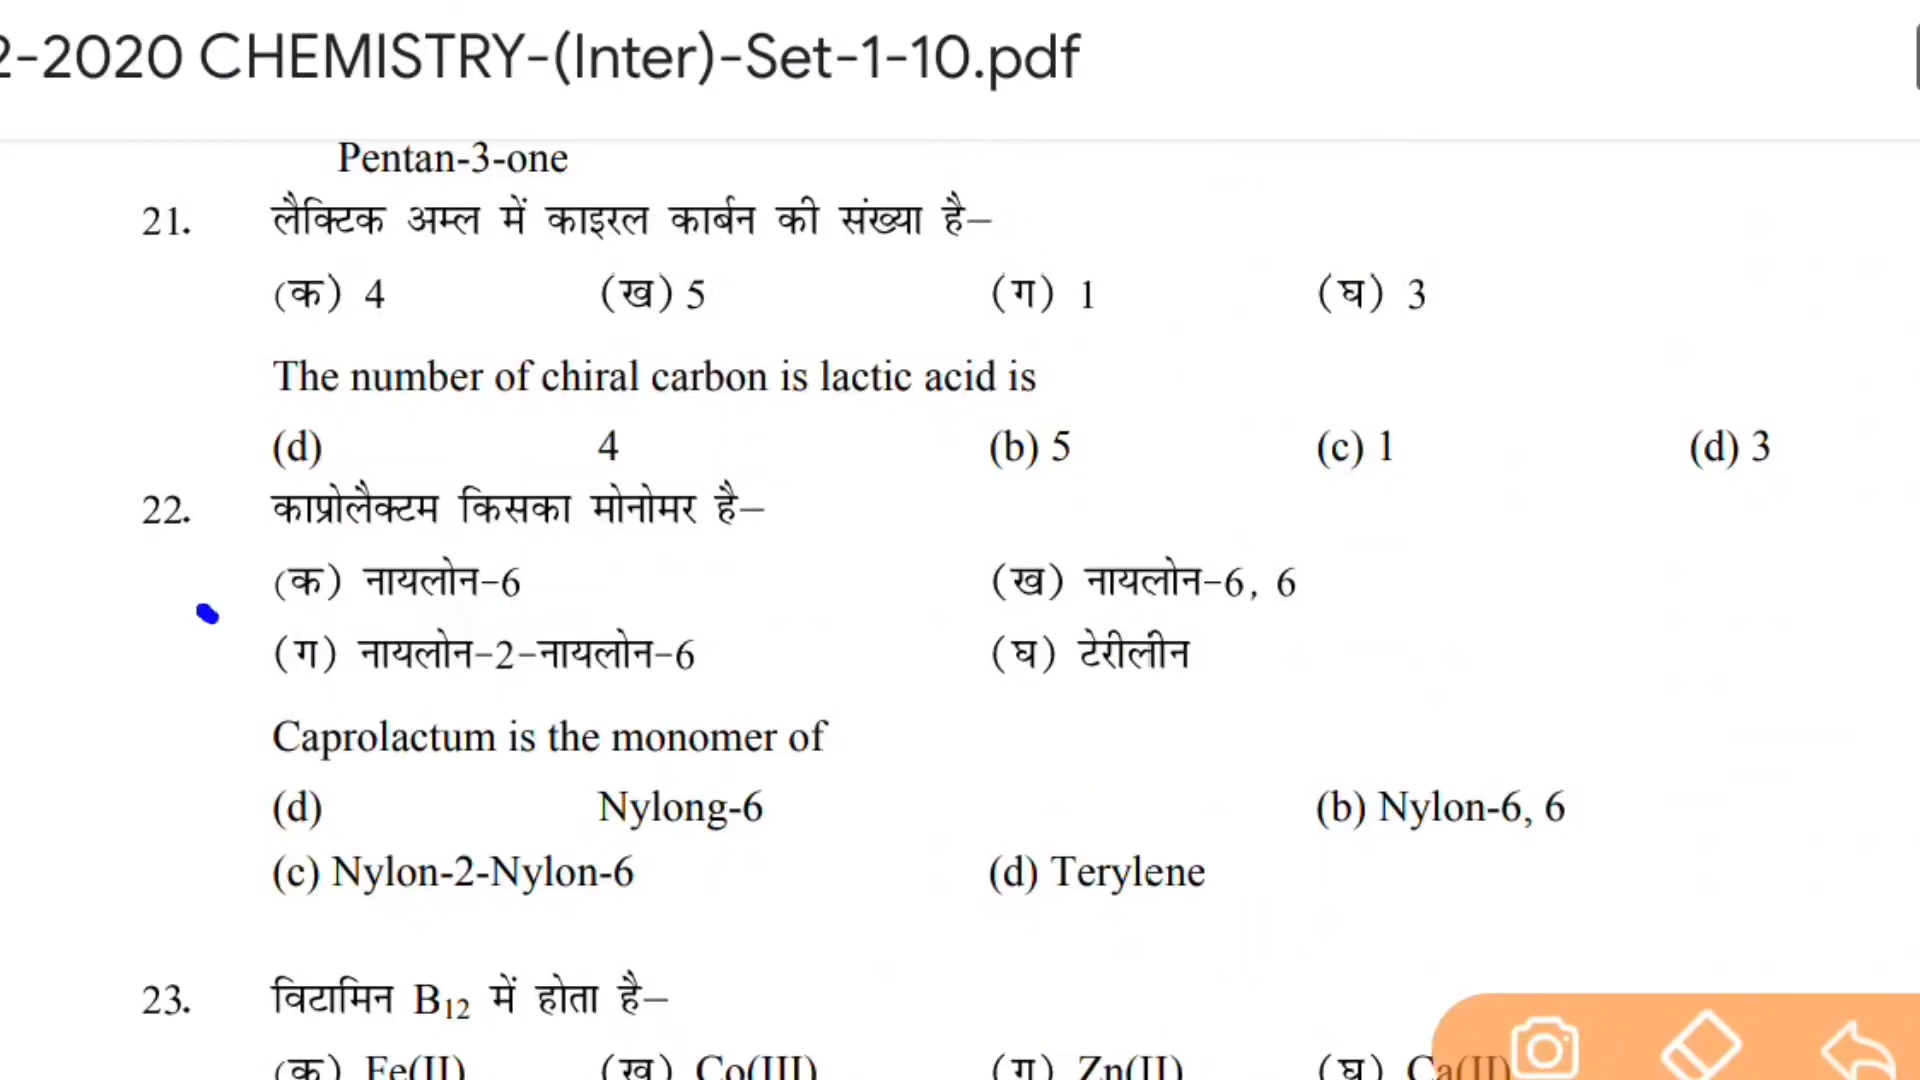 2-2020 CHEMISTRY-(Inter)-Set-1-10.pdf
Pentan-3-one
21. लैक्टिक अम्ल में काइरल कार्बन की संख्या है–
(क) 4 (ख) 5 (ग) 1 (घ) 3
The number of chiral carbon is lactic acid is
(d) 4 (b) 5 (c) 1 (d) 3
22. काप्रोलैक्टम किसका मोनोमर है–
(क) नायलोन-6 (ख) नायलोन-6, 6
(ग) नायलोन-2-नायलोन-6 (घ) टेरीलीन
Caprolactum is the monomer of
(d) Nylong-6 (b) Nylon-6, 6
(c) Nylon-2-Nylon-6 (d) Terylene
23. विटामिन B12 में होता है–
(क) Fe(II) (ख) Co(III) (ग) Zn(II) (घ) Ca(II)